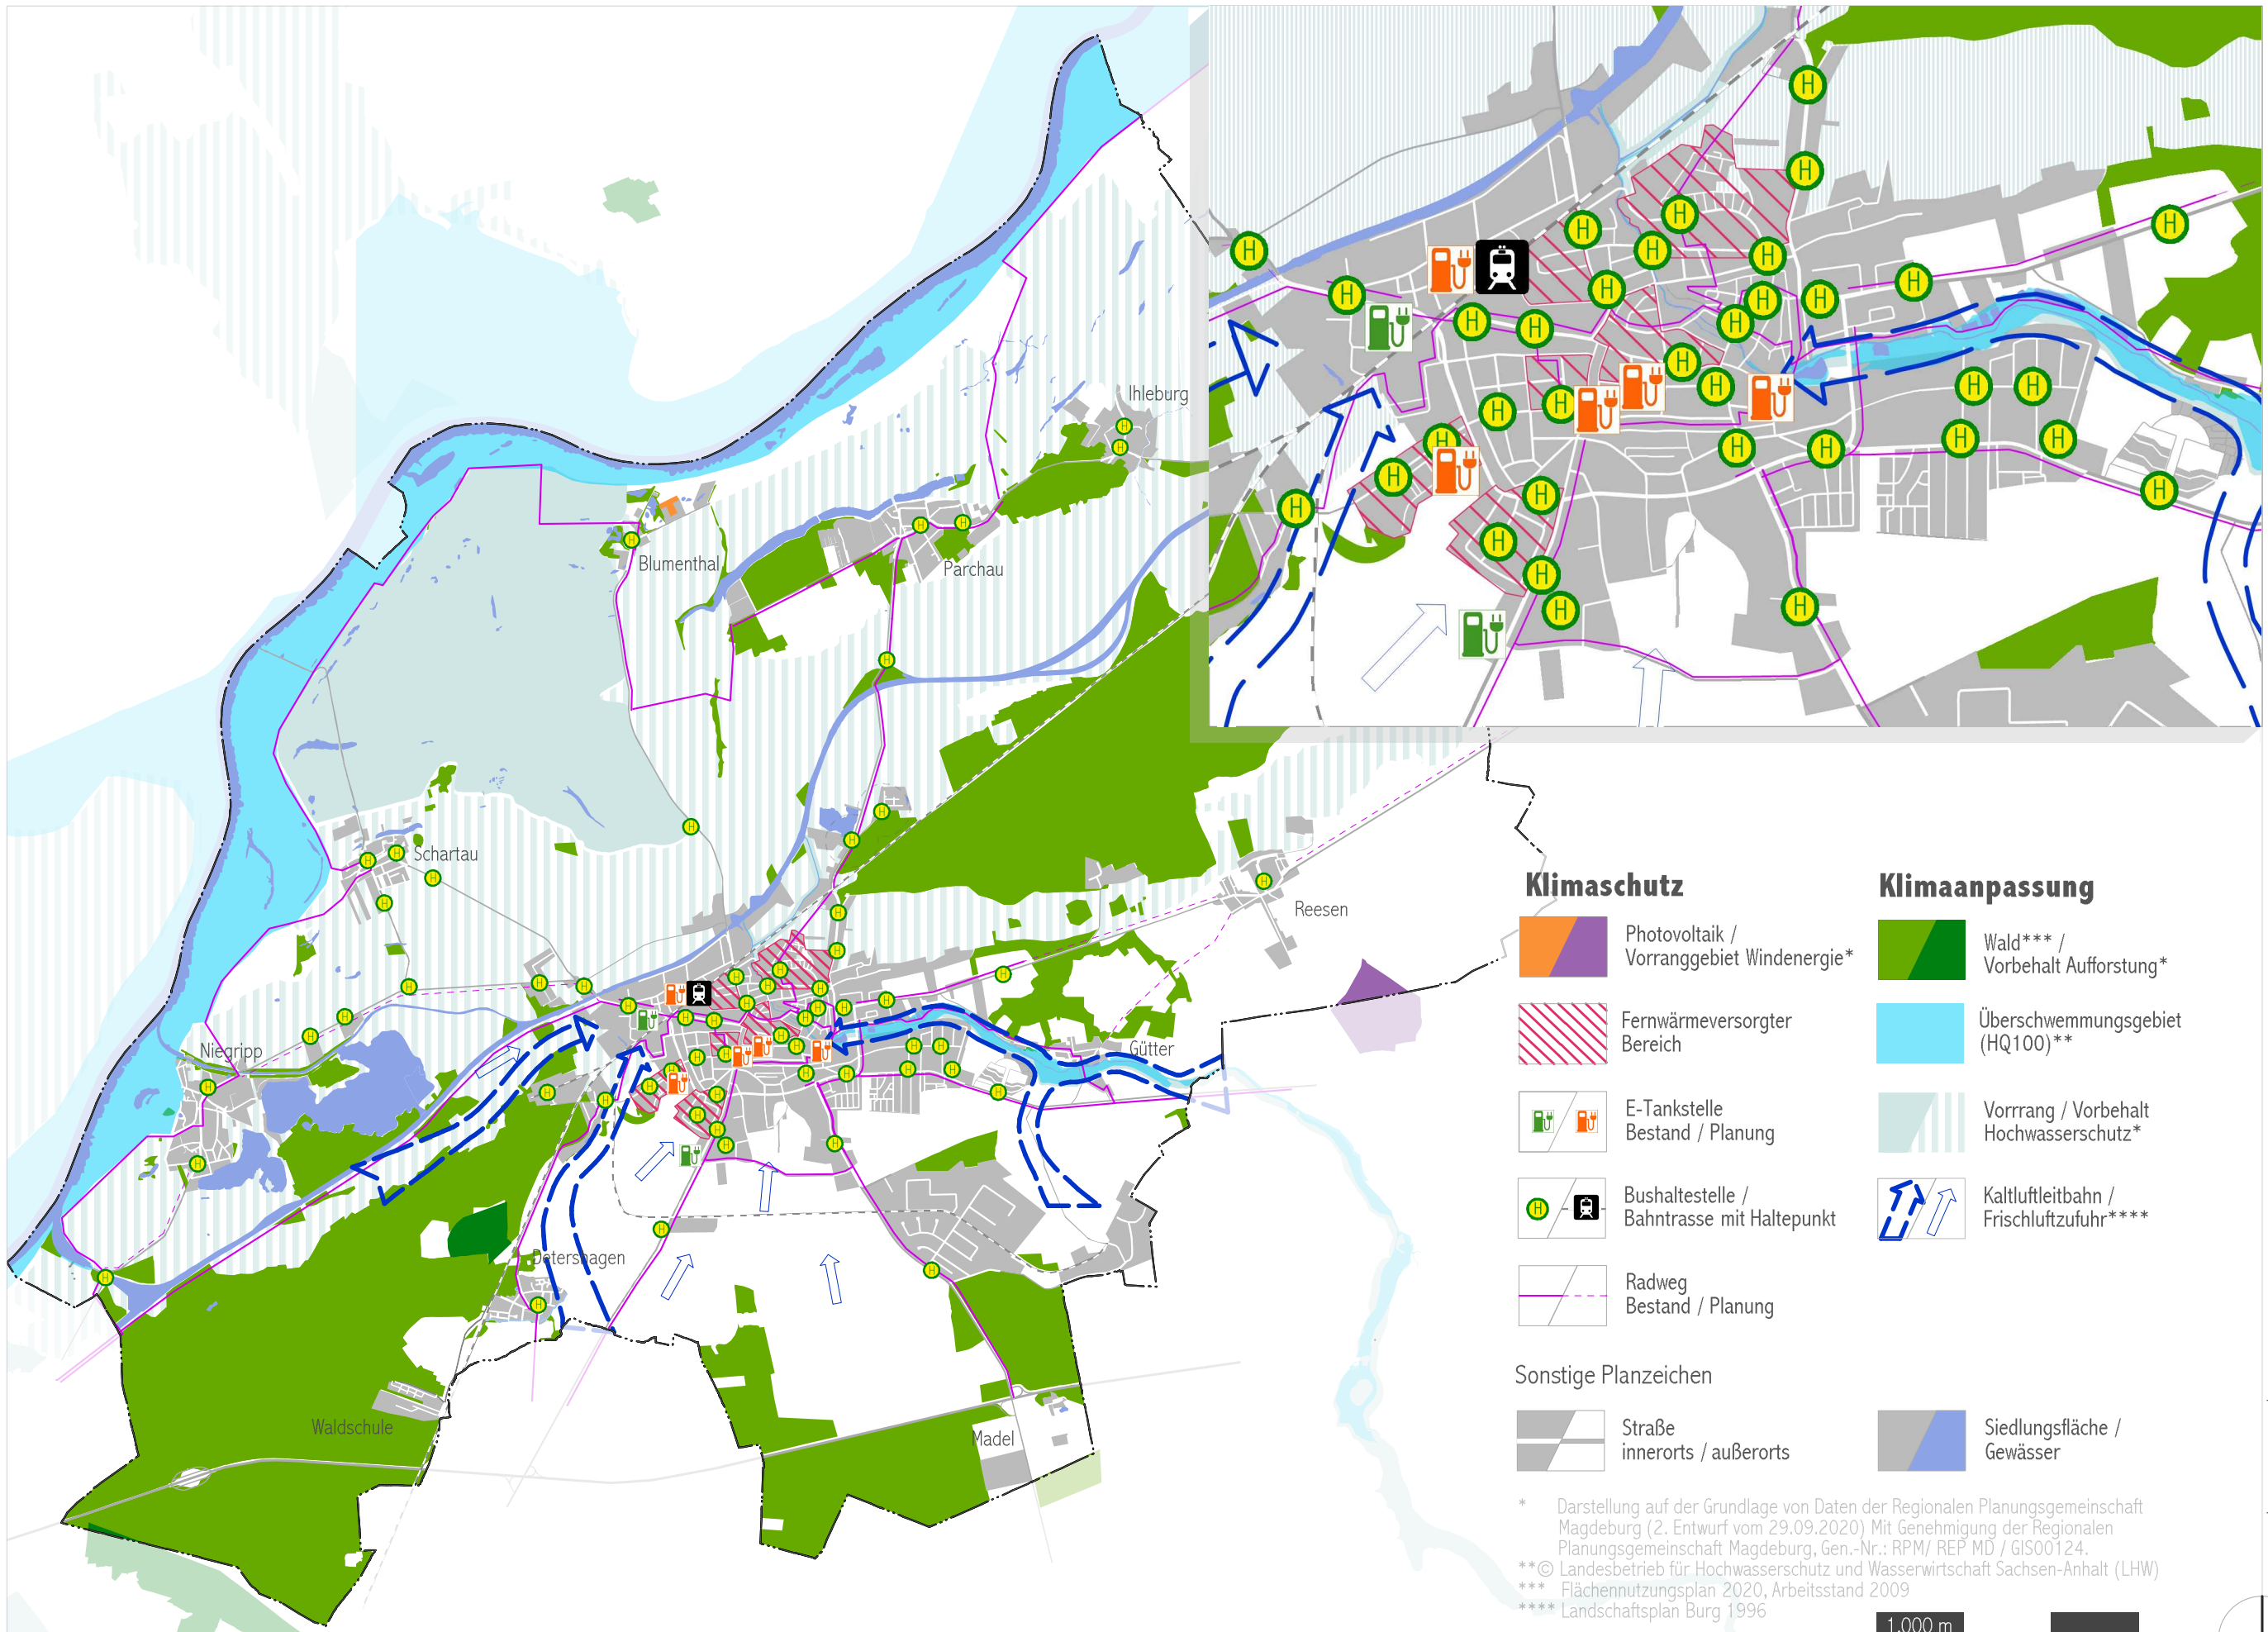 Ihleburg
Blumenthal
Parchau
Schartau
Reesen
Niegripp
Gütter
Detershagen
Waldschule
Madel
Klimaschutz
Photovoltaik /
Vorranggebiet Windenergie*
Fernwärmeversorgter
Bereich
E-Tankstelle
Bestand / Planung
Bushaltestelle /
Bahntrasse mit Haltepunkt
Radweg
Bestand / Planung
Klimaanpassung
Wald*** /
Vorbehalt Aufforstung*
Überschwemmungsgebiet
(HQ100)**
Vorrrang / Vorbehalt
Hochwasserschutz*
Kaltluftleitbahn /
Frischluftzufuhr****
Sonstige Planzeichen
Straße
innerorts / außerorts
Siedlungsfläche /
Gewässer
* Darstellung auf der Grundlage von Daten der Regionalen Planungsgemeinschaft
Magdeburg (2. Entwurf vom 29.09.2020) Mit Genehmigung der Regionalen
Planungsgemeinschaft Magdeburg, Gen.-Nr.: RPM/ REP MD / GIS00124.
**© Landesbetrieb für Hochwasserschutz und Wasserwirtschaft Sachsen-Anhalt (LHW)
*** Flächennutzungsplan 2020, Arbeitsstand 2009
**** Landschaftsplan Burg 1996
1.000 m